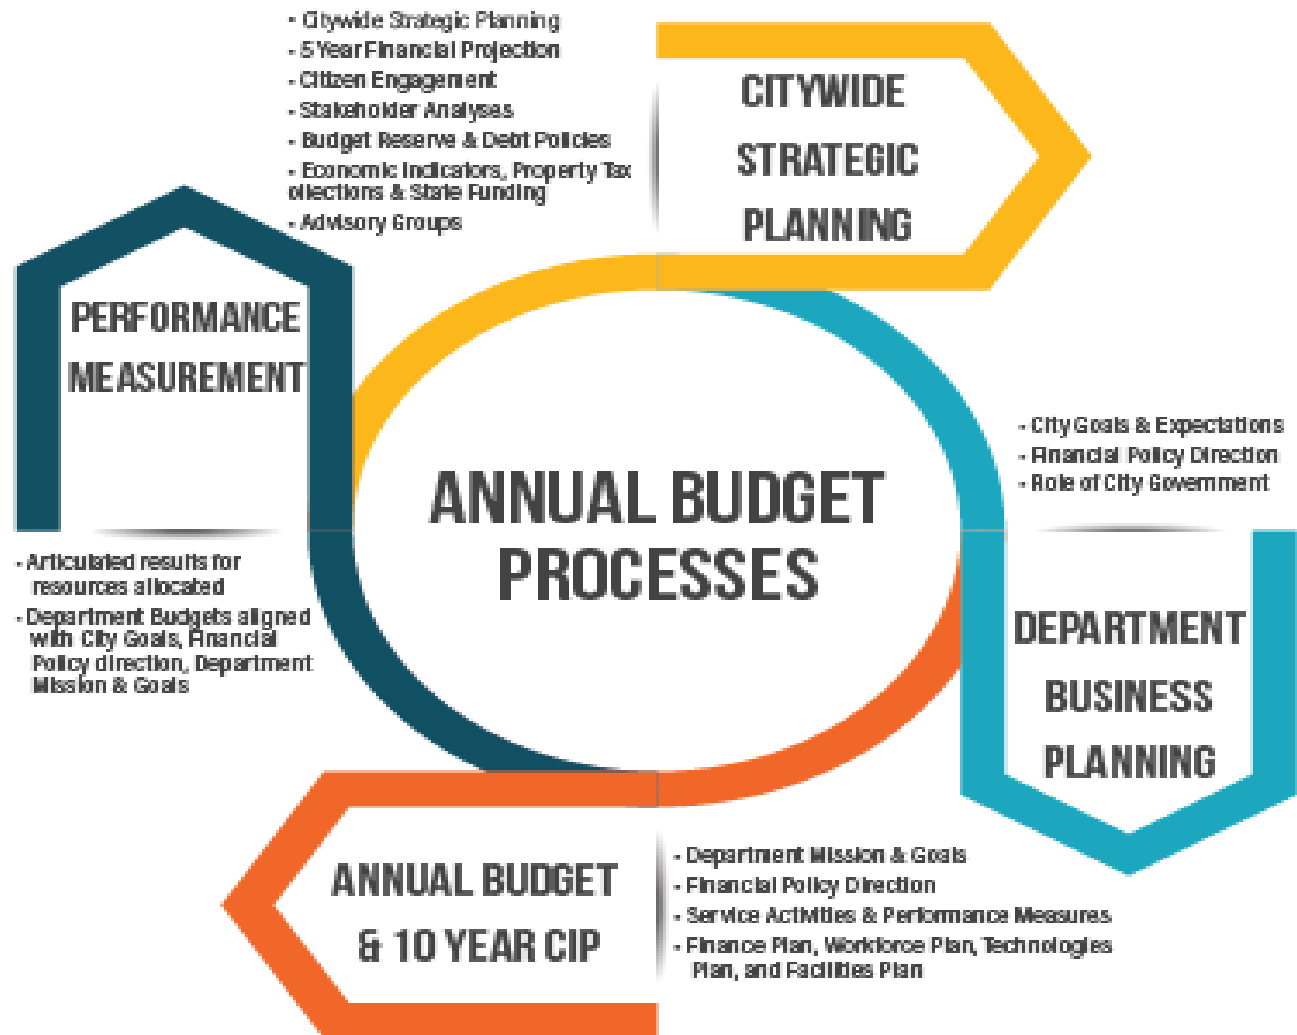 - Citywide Strategic Planning
- 5 Year Financial Projection
- Citizen Engagement
- Stakeholder Analyses
- Budget Reserve & Debt Policies
- Economic Indicators, Property Tax
ollections & State Funding
- Advisory Groups
CITYWIDE
STRATEGIC
PLANNING
PERFORMANCE
MEASUREMENT
- City Goals & Expectations
- Financial Policy Direction
- Role of City Government
ANNUAL BUDGET
PROCESSES
- Articulated results for
resources allocated
- Department Budgets aligned
with City Goals, Financial
Policy direction, Department
Mission & Goals
DEPARTMENT
BUSINESS
PLANNING
ANNUAL BUDGET
& 10 YEAR CIP
- Department Mission & Goals
- Financial Policy Direction
- Service Activities & Performance Measures
- Finance Plan, Workforce Plan, Technologies
Plan, and Facilities Plan